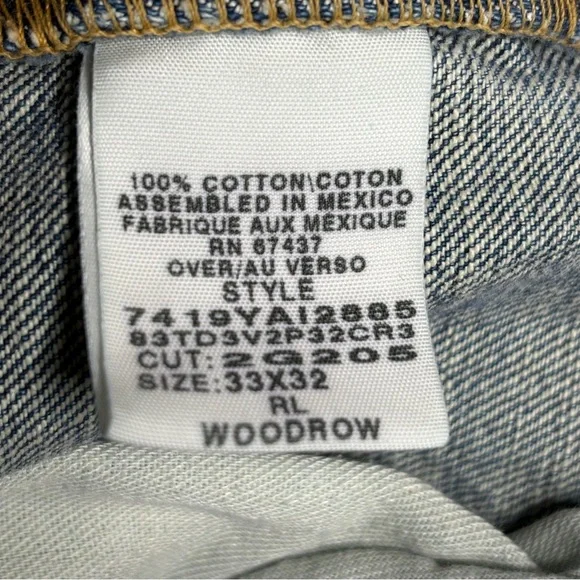 100% COTTON\COTON
ASSEMBLED IN MEXICO
FABRIQUE AUX MEXIQUE
RN 67437
OVER/AU VERSO
STYLE
7419YAI2885
83TD3V2P32CR3
CUT: 2G205
SIZE:33X32
RL
WOODROW